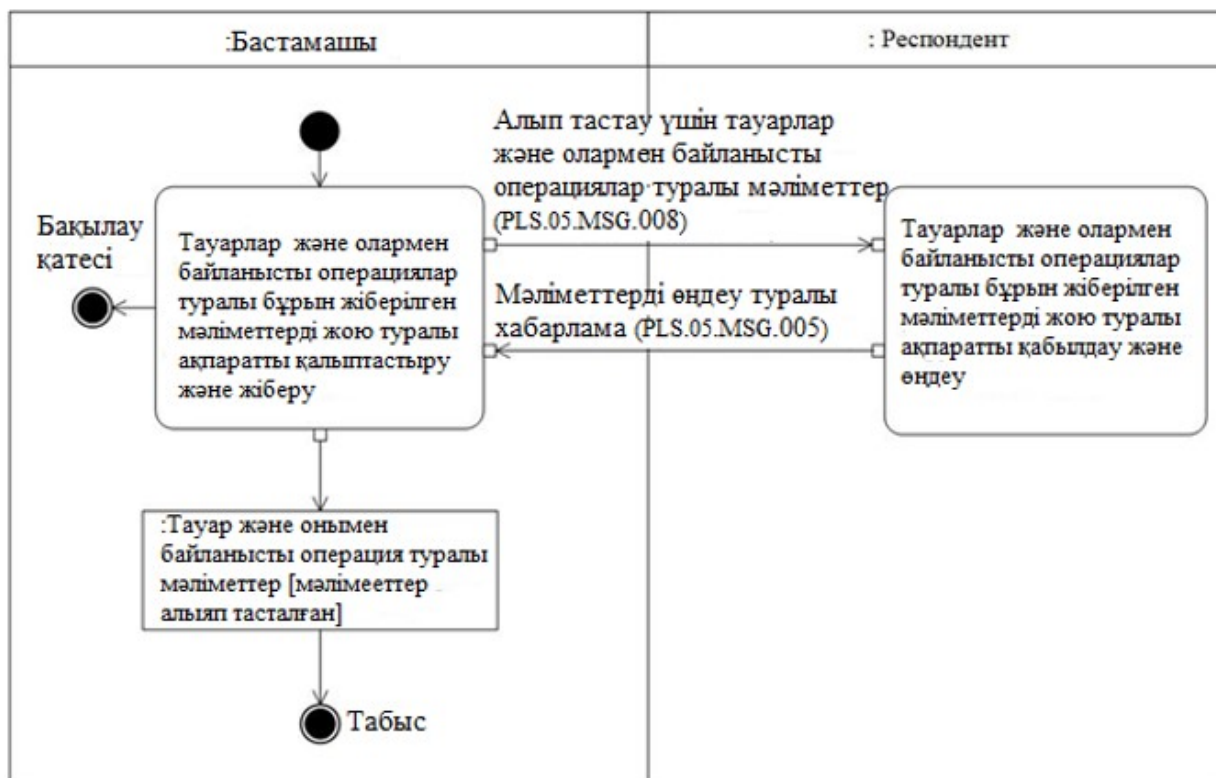 :Бастамашы
: Респондент
Алып тастау үшін тауарлар
және олармен байланысты
операциялар туралы мәліметтер
(PLS.05.MSG.008)
Бақылау
қатесі
Тауарлар және олармен
байланысты операциялар
туралы бұрын жіберілген
мәліметтерді жою туралы
ақпаратты қалыптастыру
және жіберу
Мәліметтерді өңдеу туралы
хабарлама (PLS.05.MSG.005)
Тауарлар және олармен
байланысты операциялар
туралы бұрын жіберілген
мәліметтерді жою туралы
ақпаратты қабылдау және
өңдеу
:Тауар және онымен
байланысты операция туралы
мәліметтер [мәлімееттер
алыяп тасталған]
Табыс